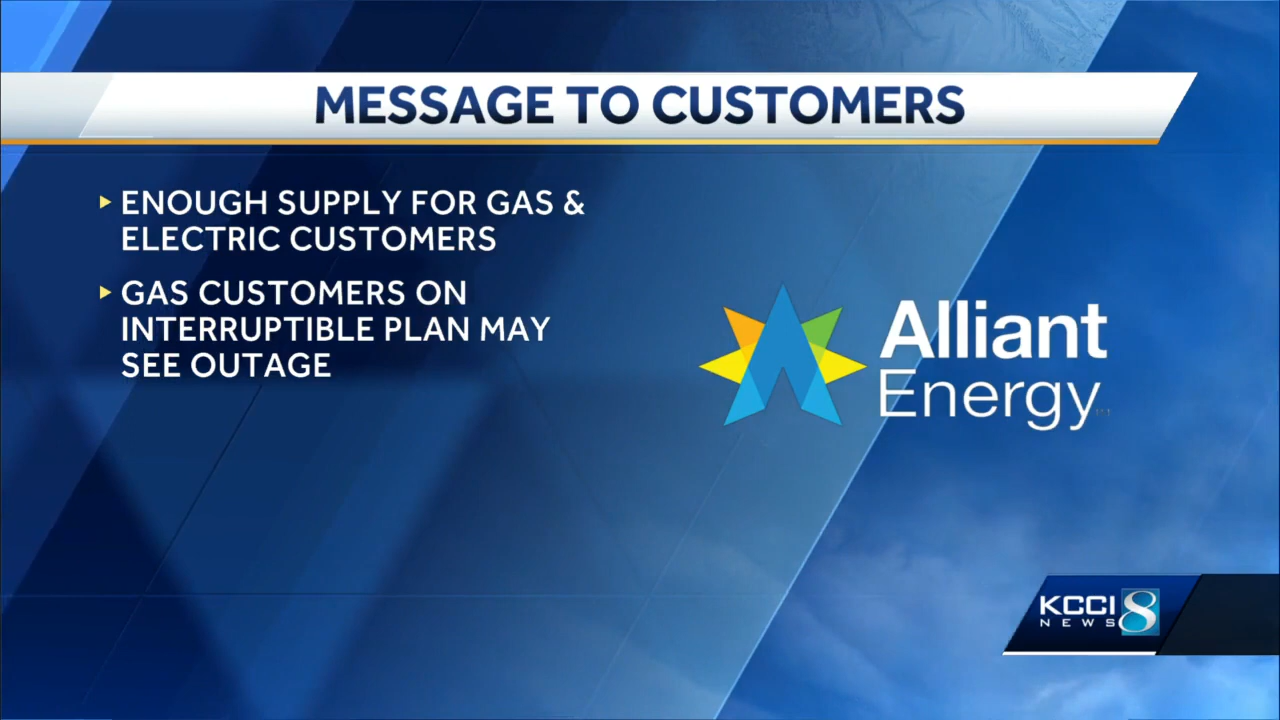 MESSAGE TO CUSTOMERS
ENOUGH SUPPLY FOR GAS &
ELECTRIC CUSTOMERS
GAS CUSTOMERS ON
INTERRUPTIBLE PLAN MAY
SEE OUTAGE
Alliant
Energy
KCCI 8
NEWS